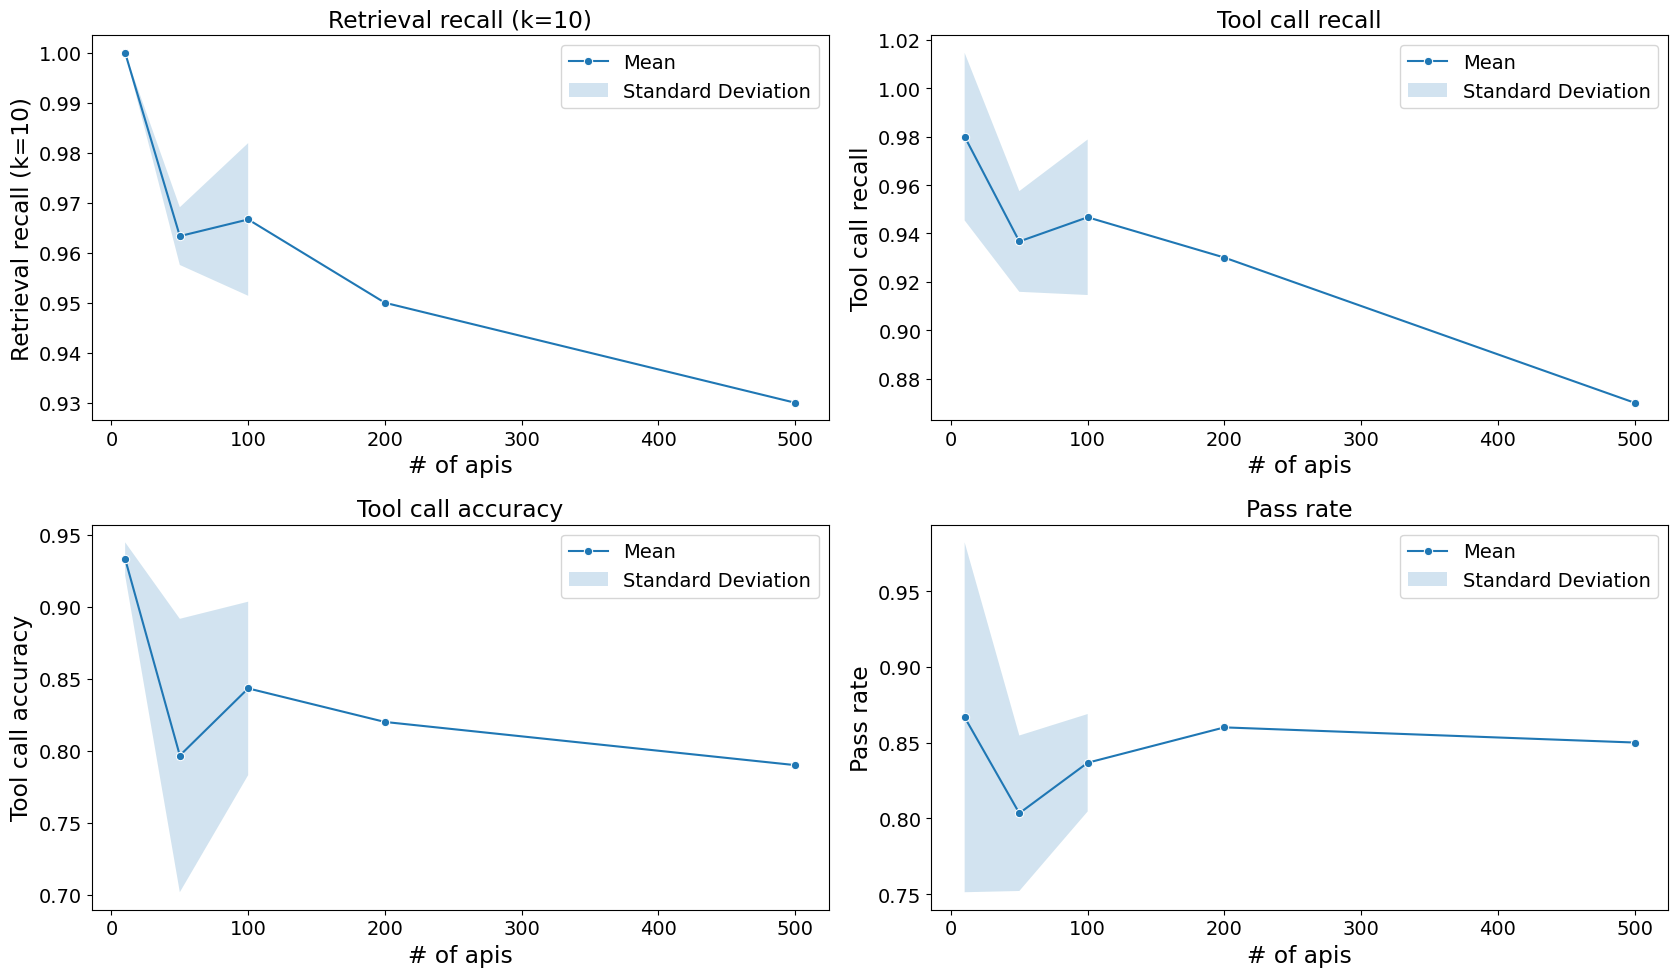 Retrieval recall (k=10)
Retrieval recall (k=10)
1.00
0.99
0.98
0.97
0.96
0.95
0.94
0.93
Mean
Standard Deviation
0 100 200 300 400 500
# of apis
Tool call recall
Tool call recall
1.02
1.00
0.98
0.96
0.94
0.92
0.90
0.88
Mean
Standard Deviation
0 100 200 300 400 500
# of apis
Tool call accuracy
Tool call accuracy
0.95
0.90
0.85
0.80
0.75
0.70
Mean
Standard Deviation
0 100 200 300 400 500
# of apis
Pass rate
Pass rate
0.95
0.90
0.85
0.80
0.75
Mean
Standard Deviation
0 100 200 300 400 500
# of apis